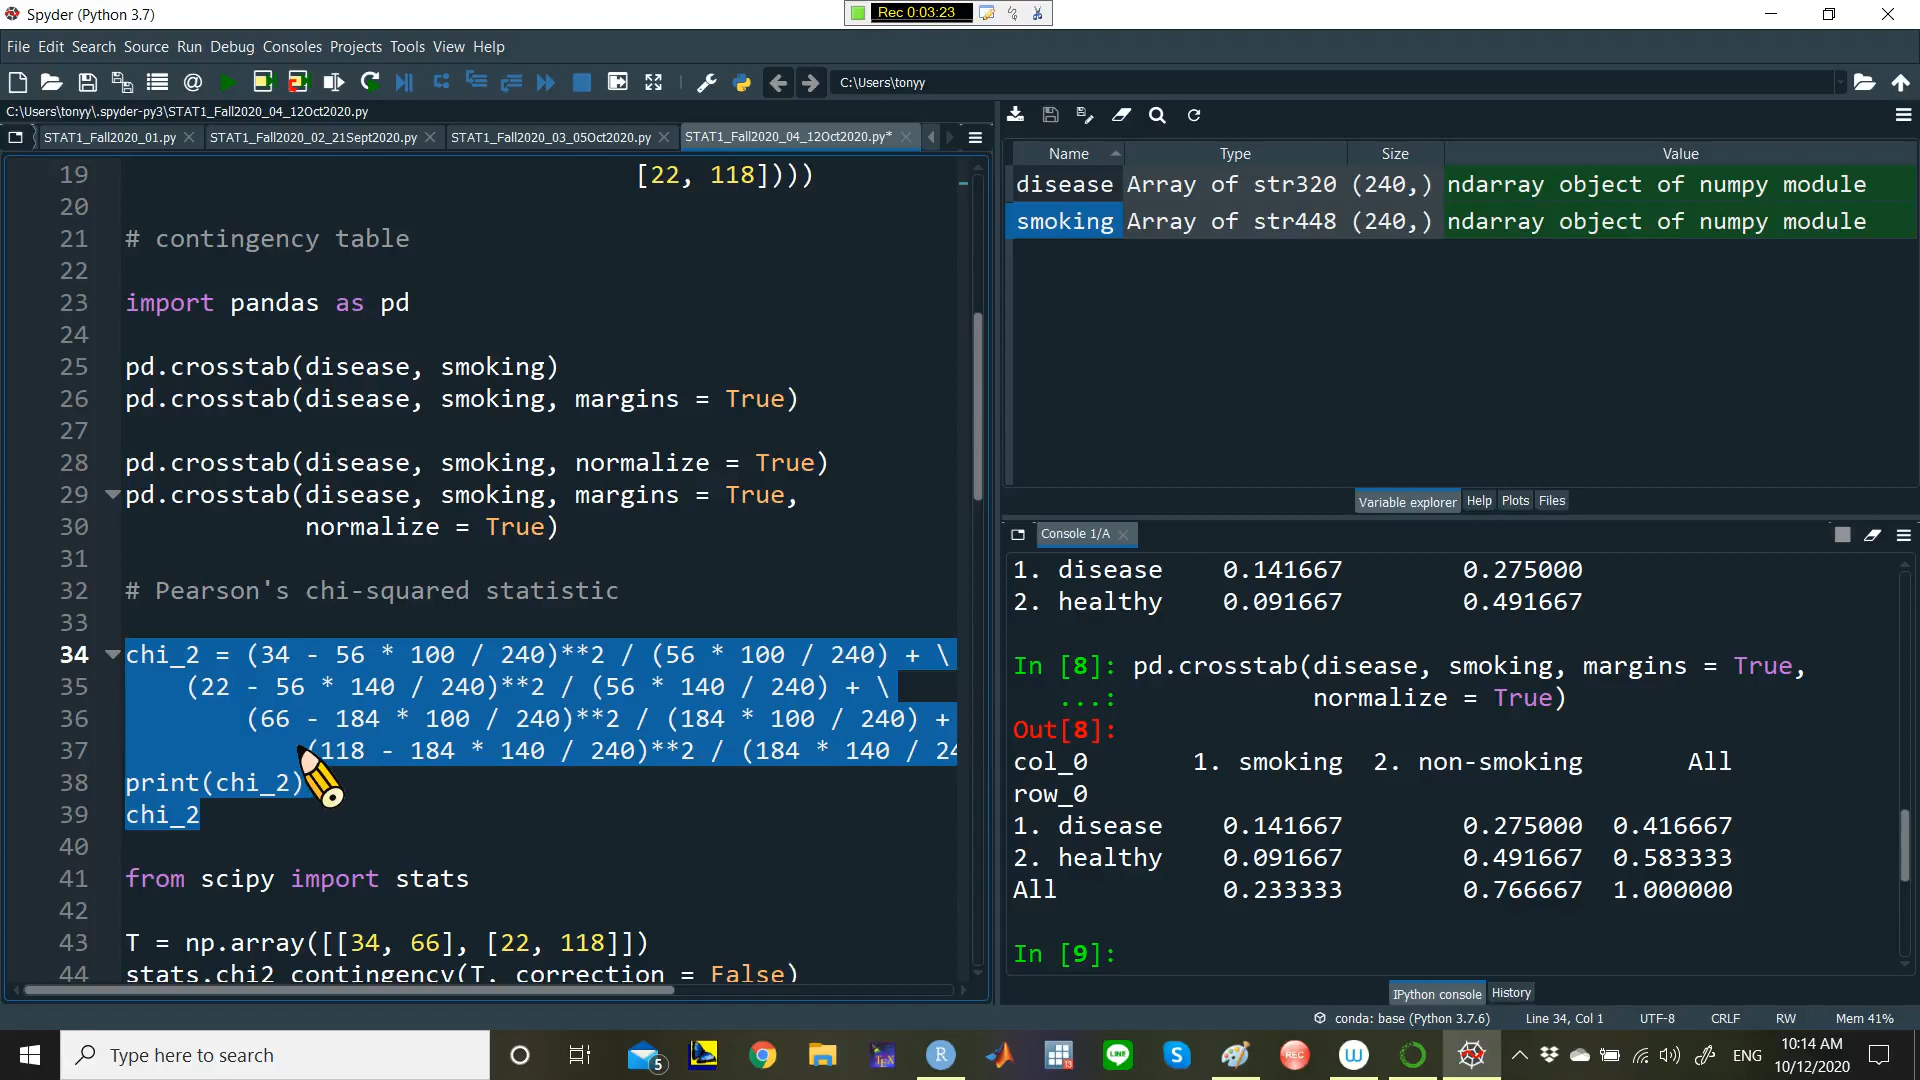 Spyder (Python 3.7)
Rec 0:03:23
File Edit Search Source Run Debug Consoles Projects Tools View Help
C:\Users\tonyy
C:\Users\tonyy\.spyder-py3\STAT1_Fall2020_04_12Oct2020.py
STAT1_Fall2020_01.py STAT1_Fall2020_02_21Sept2020.py STAT1_Fall2020_03_05Oct2020.py STAT1_Fall2020_04_12Oct2020.py*
19 [22, 118])))
20
21 # contingency table
22
23 import pandas as pd
24
25 pd.crosstab(disease, smoking)
26 pd.crosstab(disease, smoking, margins = True)
27
28 pd.crosstab(disease, smoking, normalize = True)
29 pd.crosstab(disease, smoking, margins = True,
30 normalize = True)
31
32 # Pearson's chi-squared statistic
33
34 chi_2 = (34 - 56 * 100 / 240)**2 / (56 * 100 / 240) + \
35 (22 - 56 * 140 / 240)**2 / (56 * 140 / 240) + \
36 (66 - 184 * 100 / 240)**2 / (184 * 100 / 240) +
37 (118 - 184 * 140 / 240)**2 / (184 * 140 / 24
38 print(chi_2)
39 chi_2
40
41 from scipy import stats
42
43 T = np.array([[34, 66], [22, 118]])
44 stats.chi2_contingency(T, correction = False)
Name Type Size Value
disease Array of str320 (240,) ndarray object of numpy module
smoking Array of str448 (240,) ndarray object of numpy module
Variable explorer Help Plots Files
Console 1/A
1. disease 0.141667 0.275000
2. healthy 0.091667 0.491667
In [8]: pd.crosstab(disease, smoking, margins = True,
...: normalize = True)
Out[8]:
col_0 1. smoking 2. non-smoking All
row_0
1. disease 0.141667 0.275000 0.416667
2. healthy 0.091667 0.491667 0.583333
All 0.233333 0.766667 1.000000
In [9]:
IPython console History
conda: base (Python 3.7.6) Line 34, Col 1 UTF-8 CRLF RW Mem 41%
Type here to search
5
TEX
R
13
LINE
S
REC
W
ENG
10:14 AM
10/12/2020